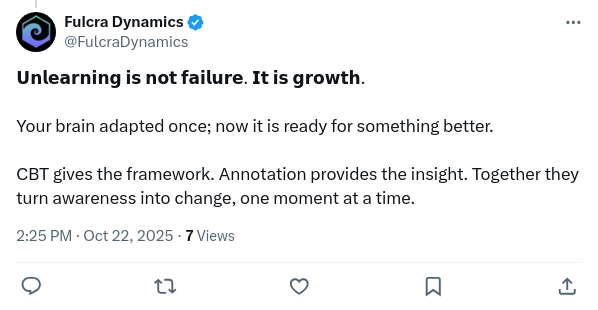 Fulcra Dynamics
@FulcraDynamics
𝗨𝗻𝗹𝗲𝗮𝗿𝗻𝗶𝗻𝗴 𝗶𝘀 𝗻𝗼𝘁 𝗳𝗮𝗶𝗹𝘂𝗿𝗲. 𝗜𝘁 𝗶𝘀 𝗴𝗿𝗼𝘄𝘁𝗵.
Your brain adapted once; now it is ready for something better.
CBT gives the framework. Annotation provides the insight. Together they
turn awareness into change, one moment at a time.
2:25 PM · Oct 22, 2025 · 7 Views